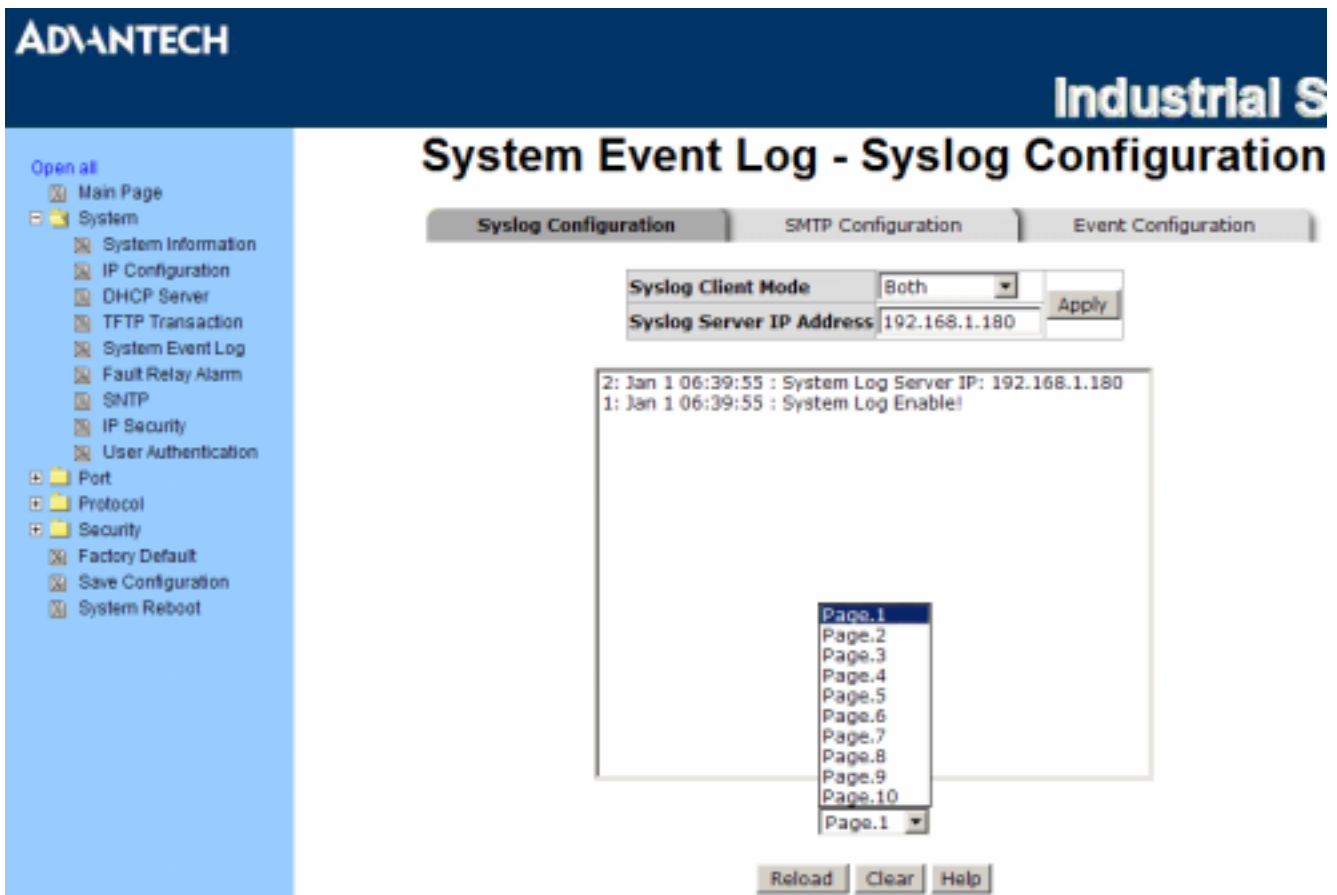 ADVANTECH
Industrial S
Open all
Main Page
System
System Information
IP Configuration
DHCP Server
TFTP Transaction
System Event Log
Fault Relay Alarm
SNTP
IP Security
User Authentication
Port
Protocol
Security
Factory Default
Save Configuration
System Reboot
System Event Log - Syslog Configuration
Syslog Configuration SMTP Configuration Event Configuration
Syslog Client Mode Both
Apply
Syslog Server IP Address 192.168.1.180
2: Jan 1 06:39:55 : System Log Server IP: 192.168.1.180
1: Jan 1 06:39:55 : System Log Enable!
Page.1
Page.2
Page.3
Page.4
Page.5
Page.6
Page.7
Page.8
Page.9
Page.10
Page.1
Reload Clear Help